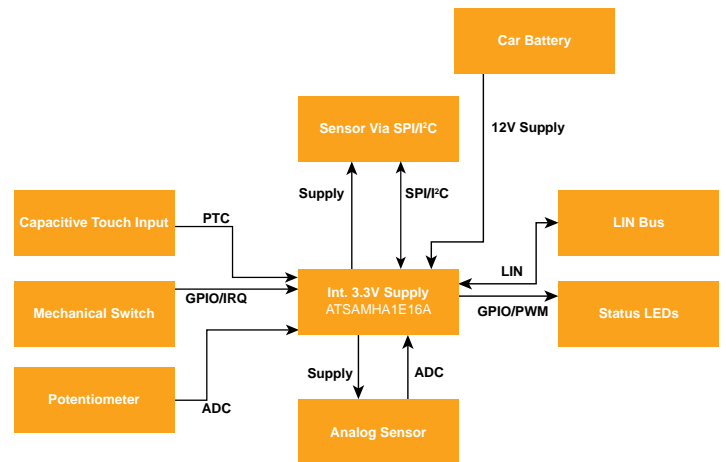 Car Battery
Sensor Via SPI/I²C
12V Supply
Supply
SPI/I²C
Capacitive Touch Input
PTC
LIN Bus
LIN
Int. 3.3V Supply
ATSAMHA1E16A
GPIO/IRQ
Mechanical Switch
GPIO/PWM
Status LEDs
Supply
ADC
Potentiometer
ADC
Analog Sensor